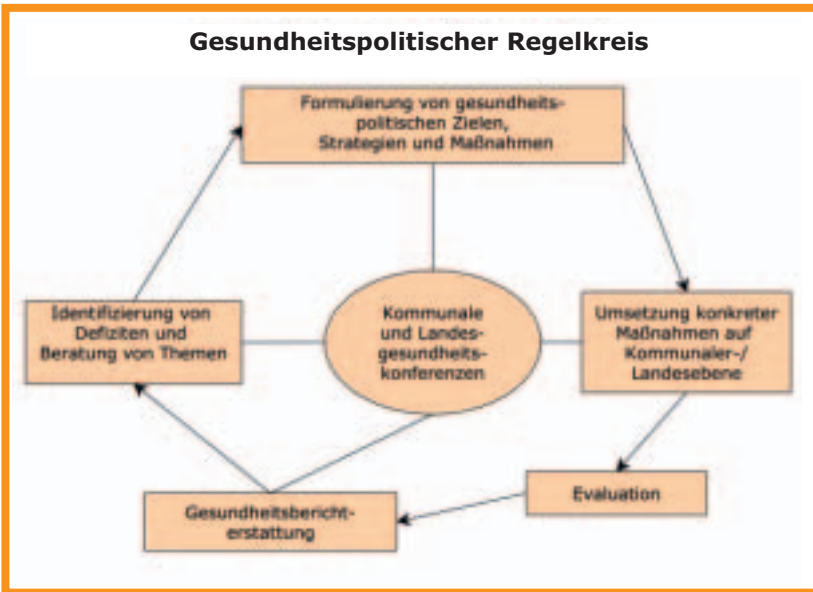 Gesundheitspolitischer Regelkreis
Formulierung von gesundheits-
politischen Zielen,
Strategien und Maßnahmen
Identifizierung von
Defiziten und
Beratung von Themen
Kommunale
und Landes-
gesundheits-
konferenzen
Umsetzung konkreter
Maßnahmen auf
Kommunaler-/
Landesebene
Gesundheitsbericht-
erstattung
Evaluation